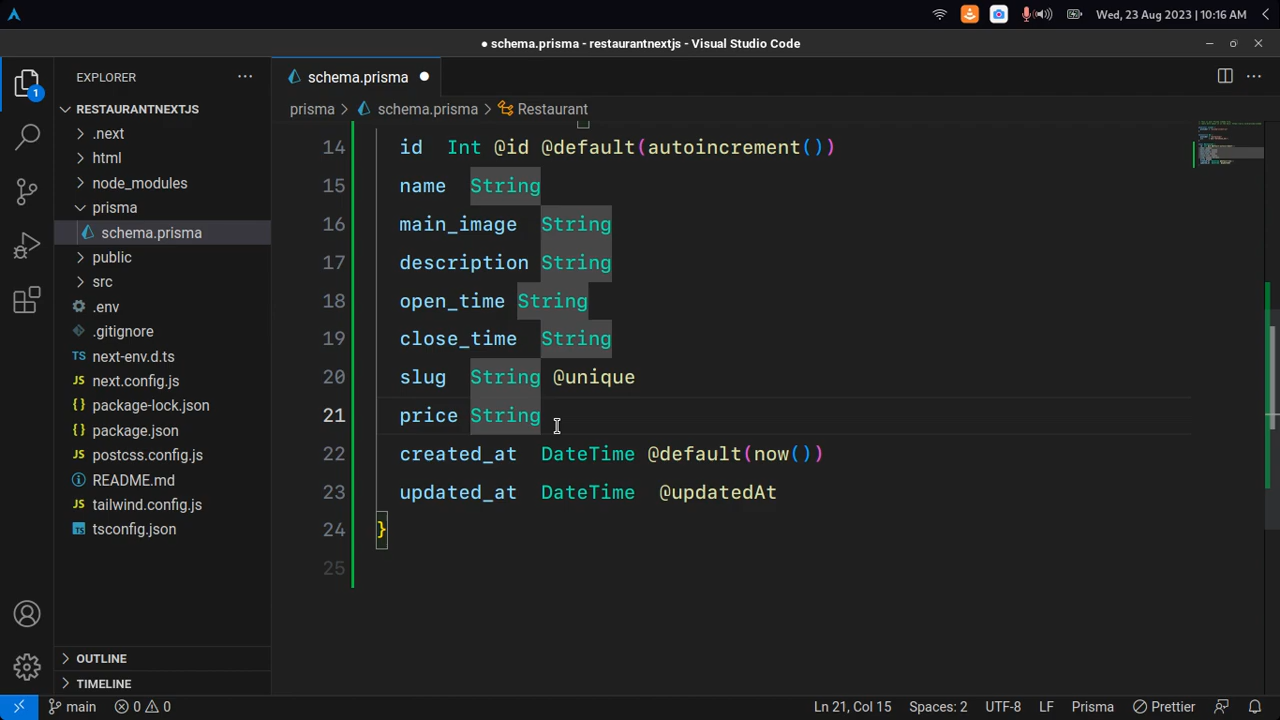 Wed, 23 Aug 2023 | 10:16 AM
● schema.prisma - restaurantnextjs - Visual Studio Code
EXPLORER
schema.prisma
RESTAURANTNEXTJS
prisma > schema.prisma > Restaurant
.next
html
node_modules
prisma
schema.prisma
public
src
.env
.gitignore
next-env.d.ts
JS next.config.js
{} package-lock.json
{} package.json
JS postcss.config.js
README.md
JS tailwind.config.js
TS tsconfig.json
OUTLINE
TIMELINE
1
14 id Int @id @default(autoincrement())
15 name String
16 main_image String
17 description String
18 open_time String
19 close_time String
20 slug String @unique
21 price String
22 created_at DateTime @default(now())
23 updated_at DateTime @updatedAt
24 }
25
main 0 0 Ln 21, Col 15 Spaces: 2 UTF-8 LF Prisma Prettier